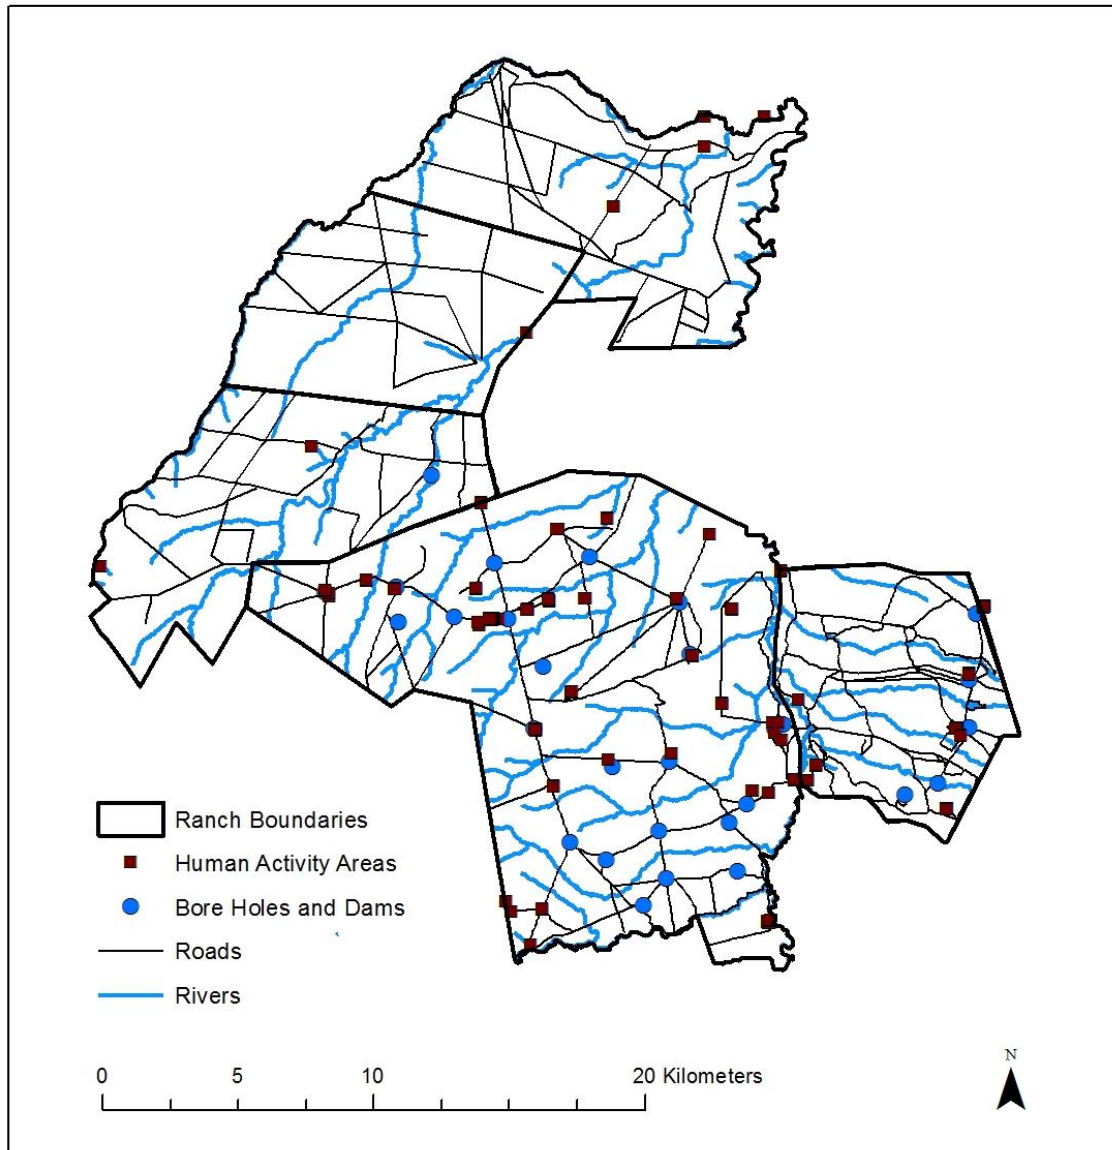 Ranch Boundaries
Human Activity Areas
Bore Holes and Dams
Roads
Rivers
0 5 10 20 Kilometers
N